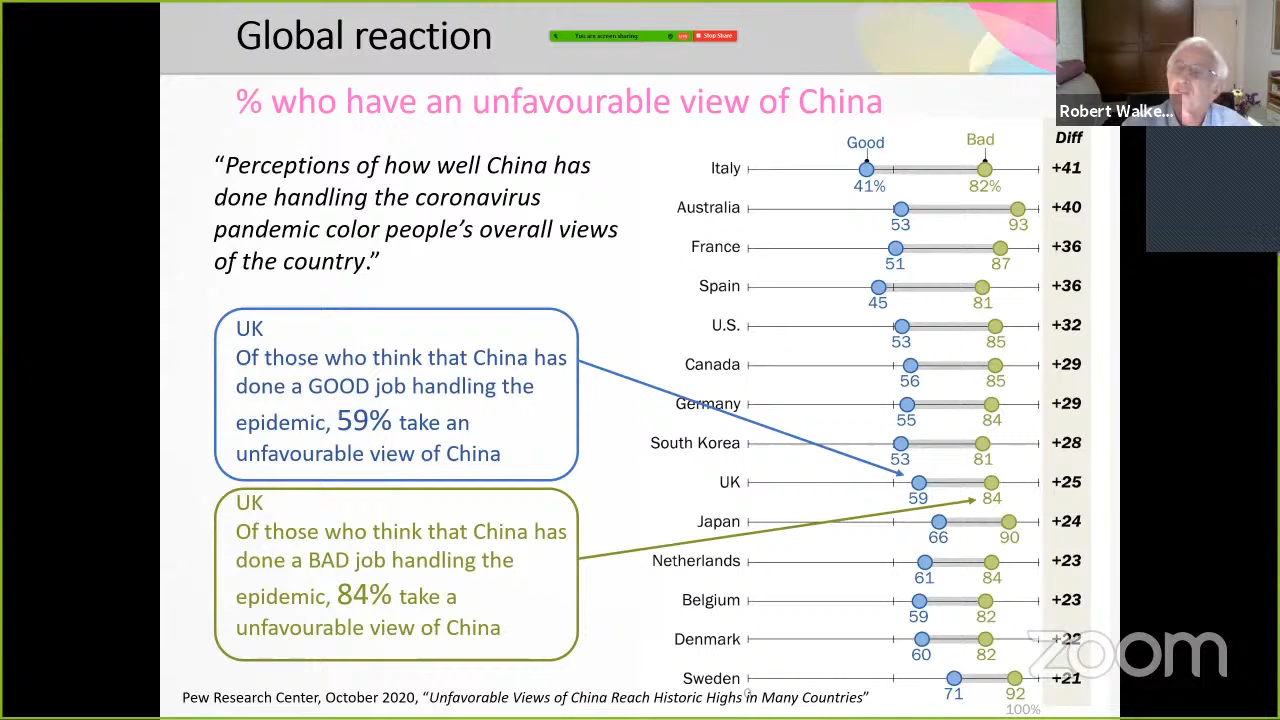 Global reaction
You are screen sharing
Stop Share
Robert Walke...
% who have an unfavourable view of China
“Perceptions of how well China has
done handling the coronavirus
pandemic color people’s overall views
of the country.”
UK
Of those who think that China has
done a GOOD job handling the
epidemic, 59% take an
unfavourable view of China
UK
Of those who think that China has
done a BAD job handling the
epidemic, 84% take a
unfavourable view of China
Good Bad Diff
Italy 41% 82% +41
Australia 53 93 +40
France 51 87 +36
Spain 45 81 +36
U.S. 53 85 +32
Canada 56 85 +29
Germany 55 84 +29
South Korea 53 81 +28
UK 59 84 +25
Japan 66 90 +24
Netherlands 61 84 +23
Belgium 59 82 +23
Denmark 60 82 +22
Sweden 71 92 +21
0 100%
Pew Research Center, October 2020, “Unfavorable Views of China Reach Historic Highs in Many Countries”
zoom